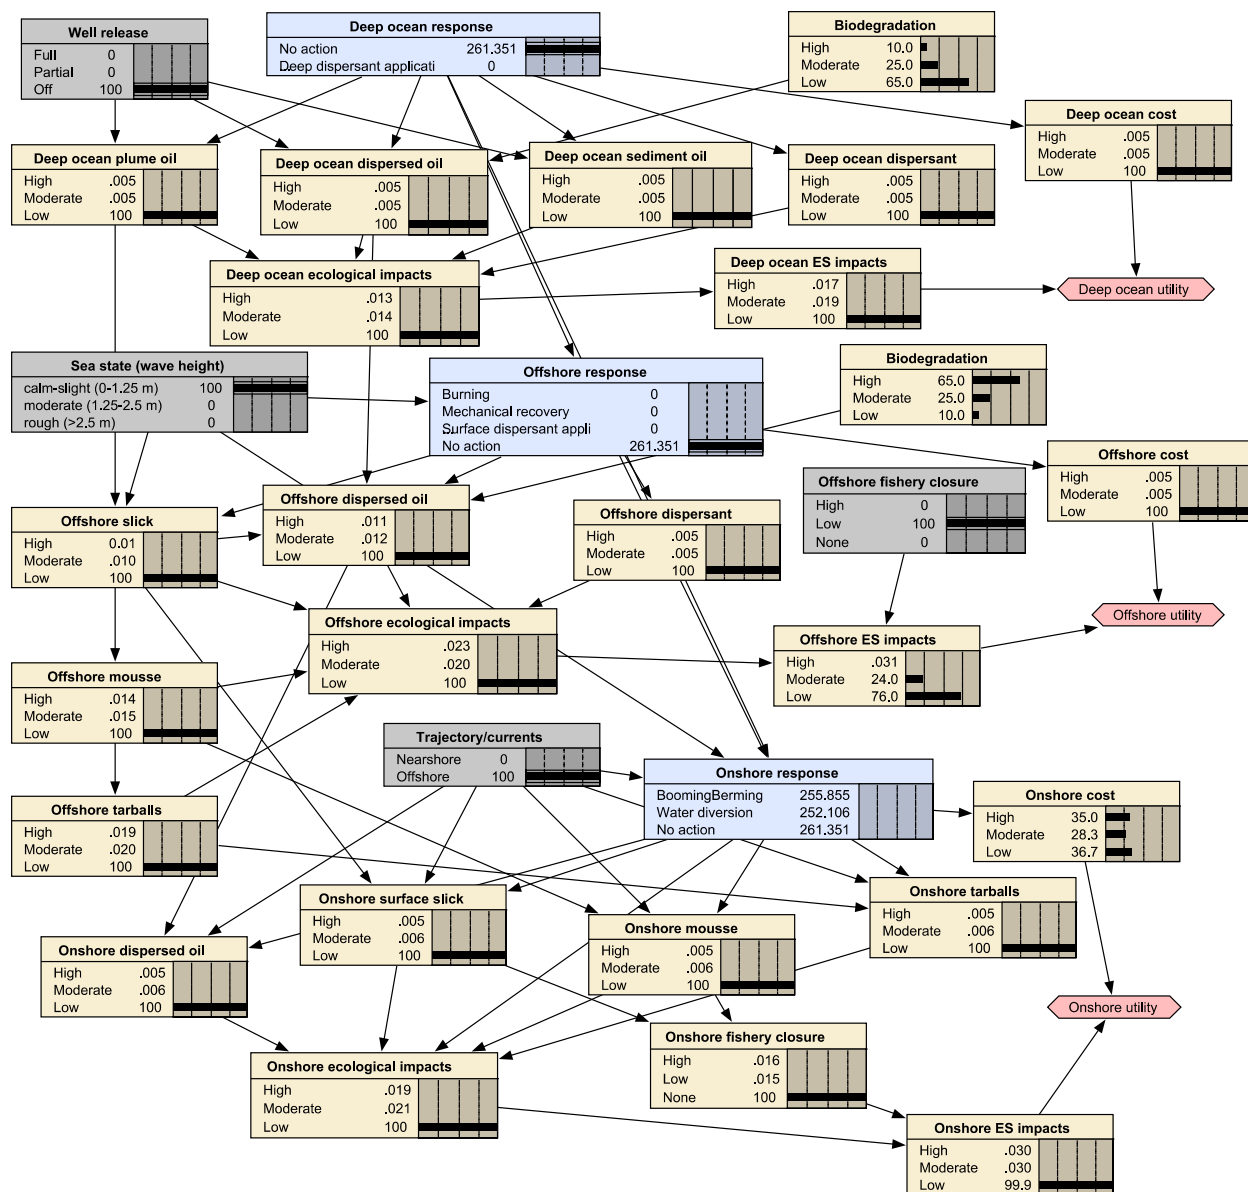 Well release
Full 0
Partial 0
Off 100
Deep ocean response
No action 261.351
Deep dispersant applicati 0
Biodegradation
High 10.0
Moderate 25.0
Low 65.0
Deep ocean cost
High .005
Moderate .005
Low 100
Deep ocean plume oil
High .005
Moderate .005
Low 100
Deep ocean dispersed oil
High .005
Moderate .005
Low 100
Deep ocean sediment oil
High .005
Moderate .005
Low 100
Deep ocean dispersant
High .005
Moderate .005
Low 100
Deep ocean ecological impacts
High .013
Moderate .014
Low 100
Deep ocean ES impacts
High .017
Moderate .019
Low 100
Deep ocean utility
Sea state (wave height)
calm-slight (0-1.25 m) 100
moderate (1.25-2.5 m) 0
rough (>2.5 m) 0
Offshore response
Burning 0
Mechanical recovery 0
Surface dispersant appli 0
No action 261.351
Biodegradation
High 65.0
Moderate 25.0
Low 10.0
Offshore cost
High .005
Moderate .005
Low 100
Offshore fishery closure
High 0
Low 100
None 0
Offshore slick
High 0.01
Moderate .010
Low 100
Offshore dispersed oil
High .011
Moderate .012
Low 100
Offshore dispersant
High .005
Moderate .005
Low 100
Offshore utility
Offshore ecological impacts
High .023
Moderate .020
Low 100
Offshore ES impacts
High .031
Moderate 24.0
Low 76.0
Offshore mousse
High .014
Moderate .015
Low 100
Trajectory/currents
Nearshore 0
Offshore 100
Onshore response
BoomingBerming 255.855
Water diversion 252.106
No action 261.351
Onshore cost
High 35.0
Moderate 28.3
Low 36.7
Offshore tarballs
High .019
Moderate .020
Low 100
Onshore surface slick
High .005
Moderate .006
Low 100
Onshore tarballs
High .005
Moderate .006
Low 100
Onshore mousse
High .005
Moderate .006
Low 100
Onshore dispersed oil
High .005
Moderate .006
Low 100
Onshore utility
Onshore fishery closure
High .016
Low .015
None 100
Onshore ecological impacts
High .019
Moderate .021
Low 100
Onshore ES impacts
High .030
Moderate .030
Low 99.9